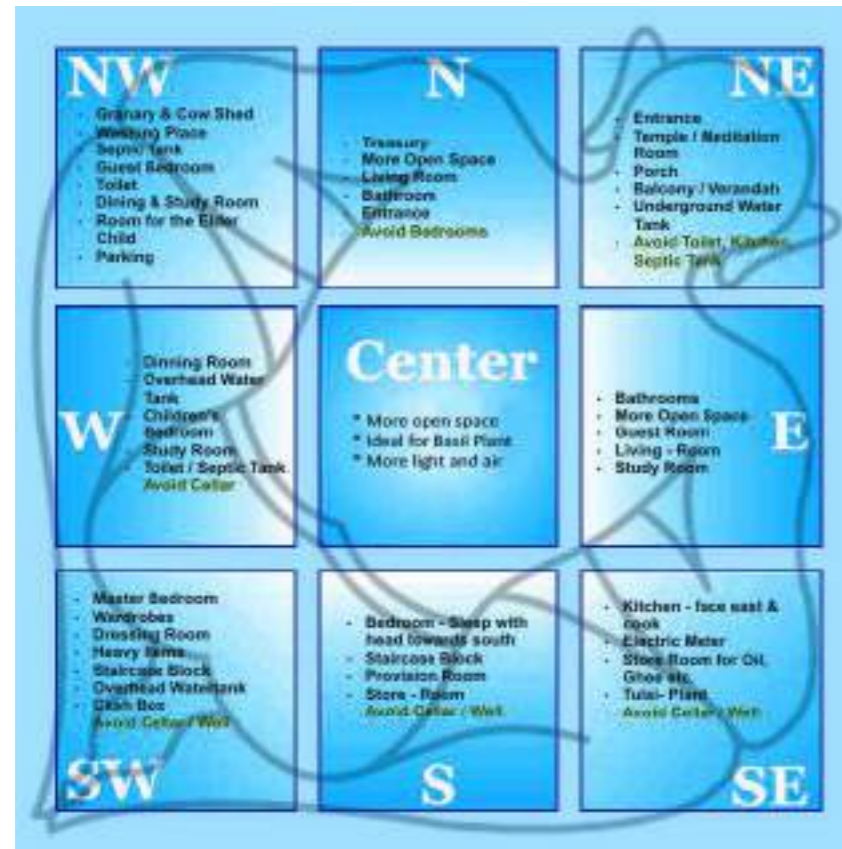 NW
- Granary & Cow Shed
- Washing Place
- Septic Tank
- Guest Bedroom
- Toilet
- Dining & Study Room
- Room for the Elder
Child
- Parking
N
- Treasury
- More Open Space
- Living Room
- Bathroom
- Entrance
- Avoid Bedrooms
NE
- Entrance
- Temple / Meditation
Room
- Porch
- Balcony / Verandah
- Underground Water
Tank
- Avoid Toilet, Kitchen,
Septic Tank
W
- Dinning Room
- Overhead Water
Tank
- Children's
Bedroom
- Study Room
- Toilet / Septic Tank
Avoid Cellar
Center
* More open space
* Ideal for Basil Plant
* More light and air
E
- Bathrooms
- More Open Space
- Guest Room
- Living - Room
- Study Room
- Master Bedroom
- Wardrobes
- Dressing Room
- Heavy Items
- Staircase Block
- Overhead Watertank
- Cash Box
Avoid Cellar / Well
SW
- Bedroom - Sleep with
head towards south
- Staircase Block
- Provision Room
- Store - Room
Avoid Cellar / Well
S
- Kitchen - face east &
cook
- Electric Meter
- Store Room for Oil,
Ghee etc.
- Tulsi- Plant
- Avoid Cellar / Well
SE